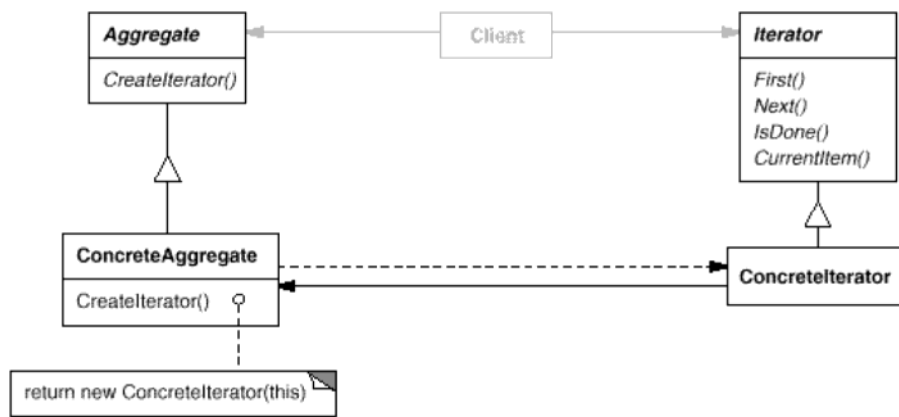 Aggregate
CreateIterator()
Client
Iterator
First()
Next()
IsDone()
CurrentItem()
ConcreteAggregate
CreateIterator()
ConcreteIterator
return new ConcreteIterator(this)